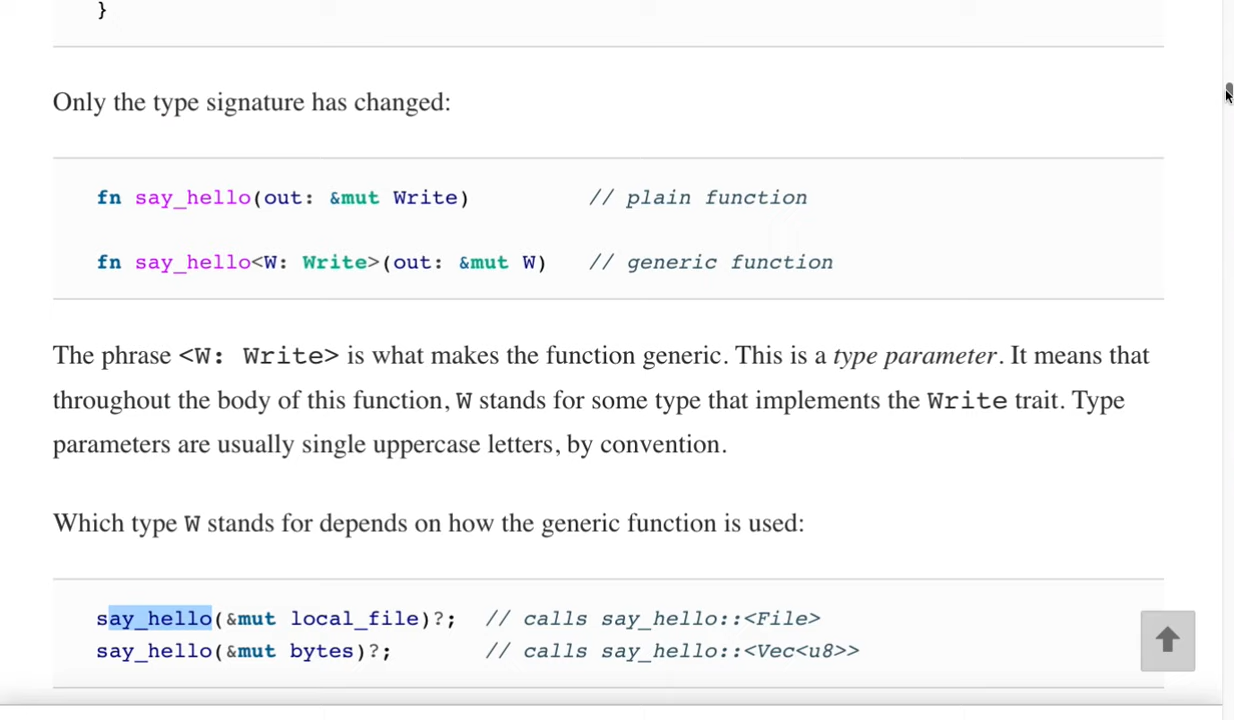 }
Only the type signature has changed:
fn say_hello(out: &mut Write)         // plain function
fn say_hello<W: Write>(out: &mut W)   // generic function
The phrase <W: Write> is what makes the function generic. This is a type parameter. It means that
throughout the body of this function, W stands for some type that implements the Write trait. Type
parameters are usually single uppercase letters, by convention.
Which type W stands for depends on how the generic function is used:
say_hello(&mut local_file)?;  // calls say_hello::<File>
say_hello(&mut bytes)?;       // calls say_hello::<Vec<u8>>